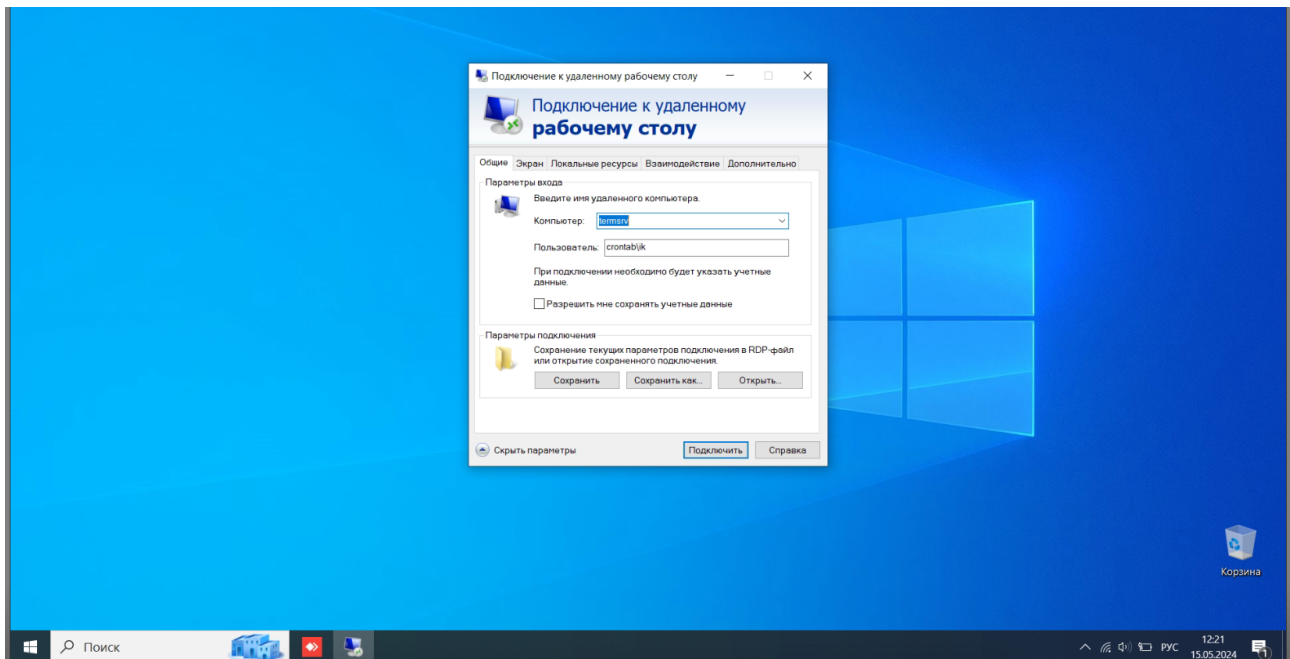 Подключение к удаленному рабочему столу
Подключение к удаленному
рабочему столу
Общие Экран Локальные ресурсы Взаимодействие Дополнительно
Параметры входа
Введите имя удаленного компьютера.
Компьютер: termsrv
Пользователь: crontab\ik
При подключении необходимо будет указать учетные
данные.
Разрешить мне сохранять учетные данные
Параметры подключения
Сохранение текущих параметров подключения в RDP-файл
или открытие сохраненного подключения.
Сохранить Сохранить как... Открыть...
Скрыть параметры Подключить Справка
Корзина
Поиск РУС 12:21
15.05.2024 1